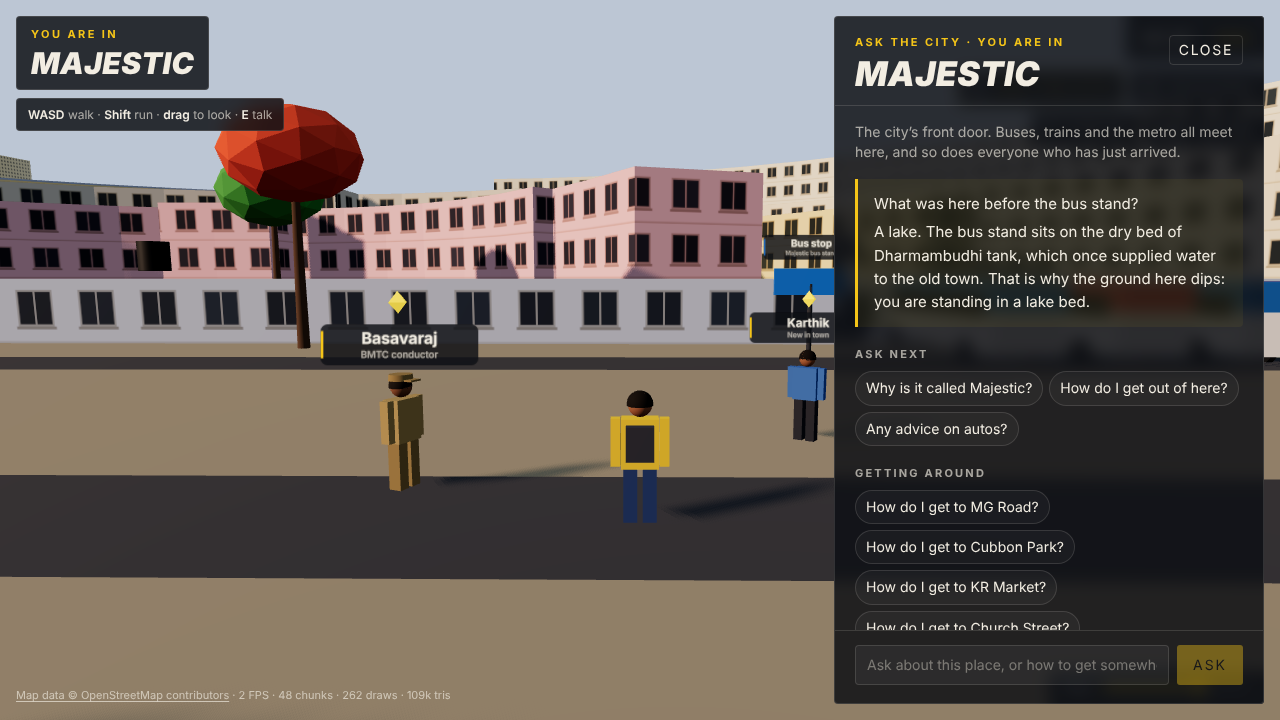 YOU ARE IN
MAJESTIC
WASD walk · Shift run · drag to look · E talk
Bus stop
Majestic bus stan
Karthik
New in town
Basavaraj
BMTC conductor
Map data © OpenStreetMap contributors · 2 FPS · 48 chunks · 262 draws · 109k tris
ASK THE CITY · YOU ARE IN
MAJESTIC
CLOSE
The city's front door. Buses, trains and the metro all meet
here, and so does everyone who has just arrived.
What was here before the bus stand?
A lake. The bus stand sits on the dry bed of
Dharmambudhi tank, which once supplied water
to the old town. That is why the ground here dips:
you are standing in a lake bed.
ASK NEXT
Why is it called Majestic?
How do I get out of here?
Any advice on autos?
GETTING AROUND
How do I get to MG Road?
How do I get to Cubbon Park?
How do I get to KR Market?
How do I get to Church Street?
Ask about this place, or how to get somewh
ASK